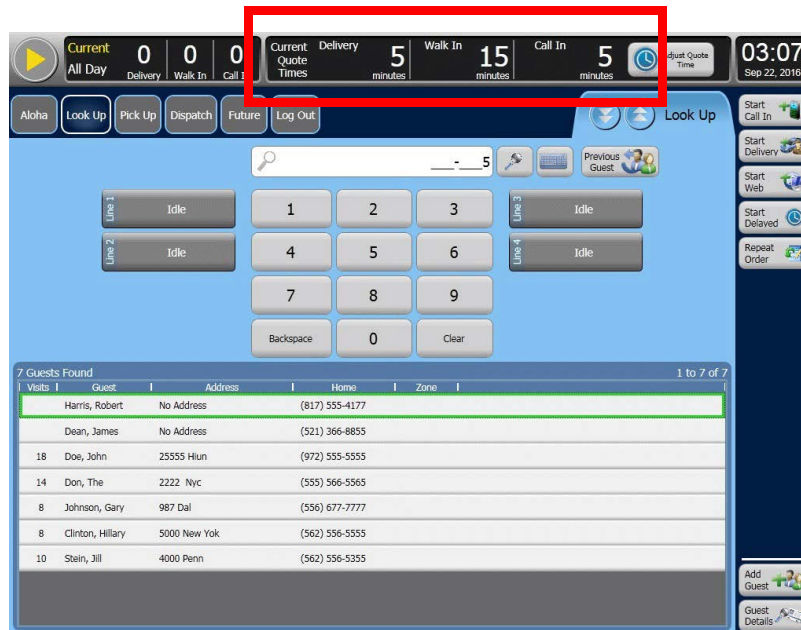 Current
All Day
0
Delivery
0
Walk In
0
Call I
Current Quote Times
Delivery 5 minutes
Walk In 15 minutes
Call In 5 minutes
djust Quote Time
03:07
Sep 22, 2016
Aloha Look Up Pick Up Dispatch Future Log Out
Look Up
___-__5
Previous Guest
Line 1 Idle
Line 2 Idle
Line 3 Idle
Line 4 Idle
1 2 3
4 5 6
7 8 9
Backspace 0 Clear
Start Call In
Start Delivery
Start Web
Start Delayed
Repeat Order
7 Guests Found 1 to 7 of 7
Visits Guest Address Home Zone
Harris, Robert No Address (817) 555-4177
Dean, James No Address (521) 366-8855
18 Doe, John 25555 Hiun (972) 555-5555
14 Don, The 2222 Nyc (555) 566-5565
8 Johnson, Gary 987 Dal (556) 677-7777
8 Clinton, Hillary 5000 New Yok (562) 556-5555
10 Stein, Jill 4000 Penn (562) 556-5355
Add Guest
Guest Details